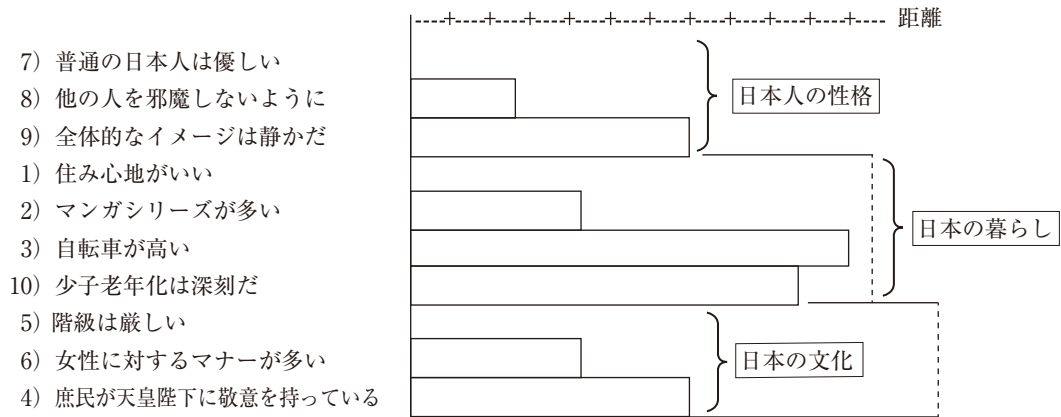 距離
7）普通の日本人は優しい
8）他の人を邪魔しないように
9）全体的なイメージは静かだ
日本人の性格
1）住み心地がいい
2）マンガシリーズが多い
3）自転車が高い
10）少子老年化は深刻だ
日本の暮らし
5）階級は厳しい
6）女性に対するマナーが多い
4）庶民が天皇陛下に敬意を持っている
日本の文化